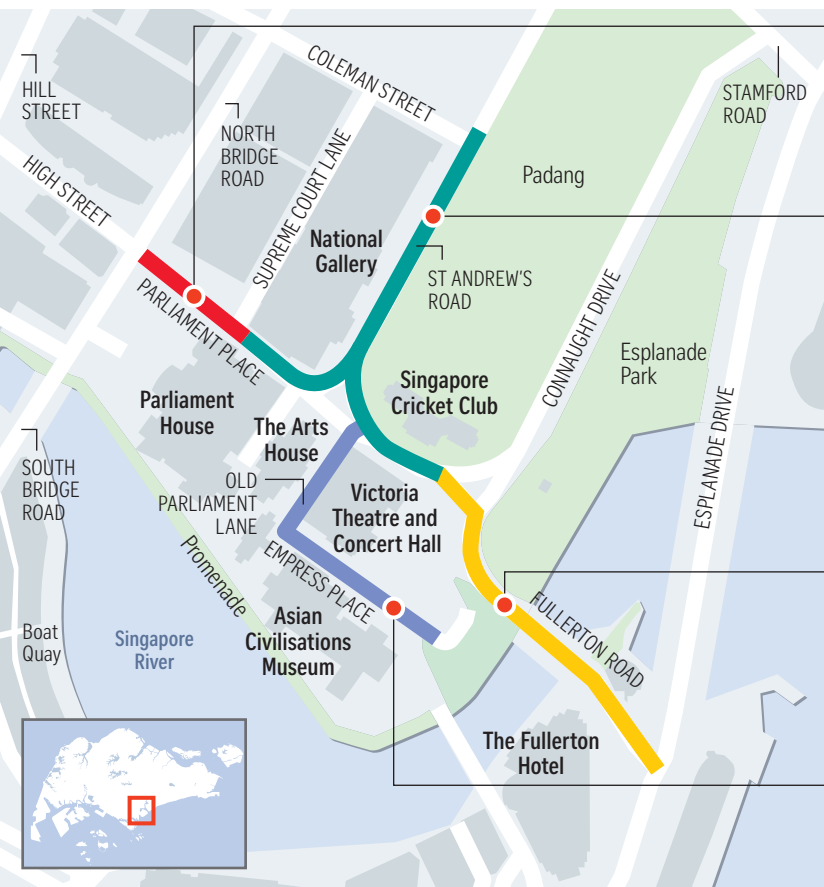 COLEMAN STREET
HILL
STREET
STAMFORD
ROAD
NORTH
BRIDGE
ROAD
HIGH STREET
SUPREME COURT LANE
Padang
National
Gallery
ST ANDREW'S
ROAD
PARLIAMENT PLACE
CONNAUGHT DRIVE
Esplanade
Park
Singapore
Cricket Club
Parliament
House
The Arts
House
ESPLANADE DRIVE
SOUTH
BRIDGE
ROAD
OLD
PARLIAMENT
LANE
Victoria
Theatre and
Concert Hall
Promenade
EMPRESS PLACE
FULLERTON ROAD
Asian
Civilisations
Museum
Boat
Quay
Singapore
River
The Fullerton
Hotel